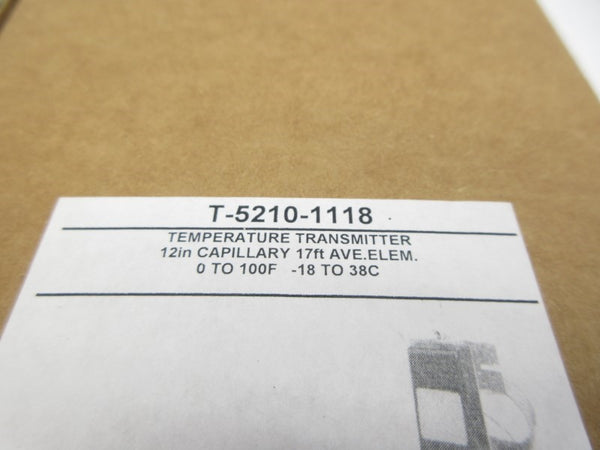 T-5210-1118
TEMPERATURE TRANSMITTER
12in CAPILLARY 17ft AVE.ELEM.
0 TO 100F -18 TO 38C